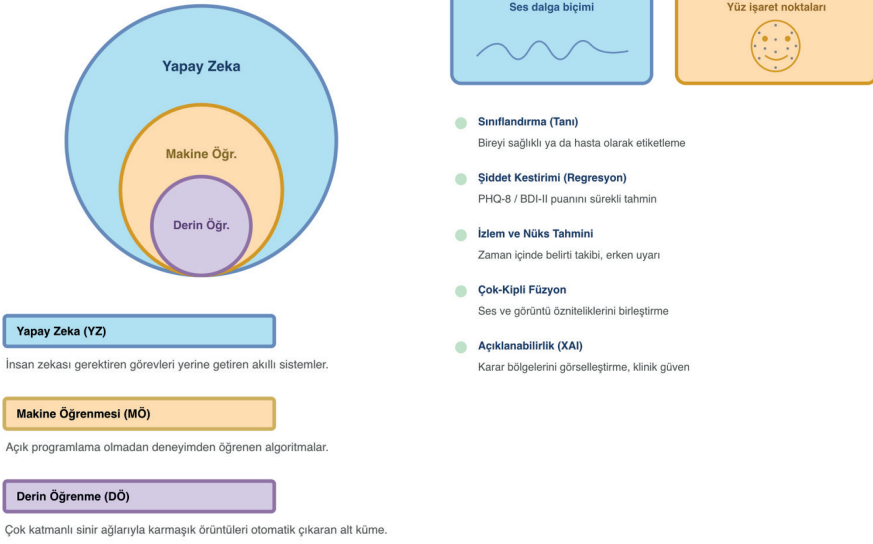 Yapay Zeka
Makine Öğr.
Derin Öğr.
Yapay Zeka (YZ)
İnsan zekası gerektiren görevleri yerine getiren akıllı sistemler.
Makine Öğrenmesi (MÖ)
Açık programlama olmadan deneyimden öğrenen algoritmalar.
Derin Öğrenme (DÖ)
Çok katmanlı sinir ağlarıyla karmaşık örüntüleri otomatik çıkaran alt küme.
Ses dalga biçimi
Yüz işaret noktaları
Sınıflandırma (Tanı)
Bireyi sağlıklı ya da hasta olarak etiketleme
Şiddet Kestirimi (Regresyon)
PHQ-8 / BDI-II puanını sürekli tahmin
İzlem ve Nüks Tahmini
Zaman içinde belirti takibi, erken uyarı
Çok-Kipli Füzyon
Ses ve görüntü özniteliklerini birleştirme
Açıklanabilirlik (XAI)
Karar bölgelerini görselleştirme, klinik güven